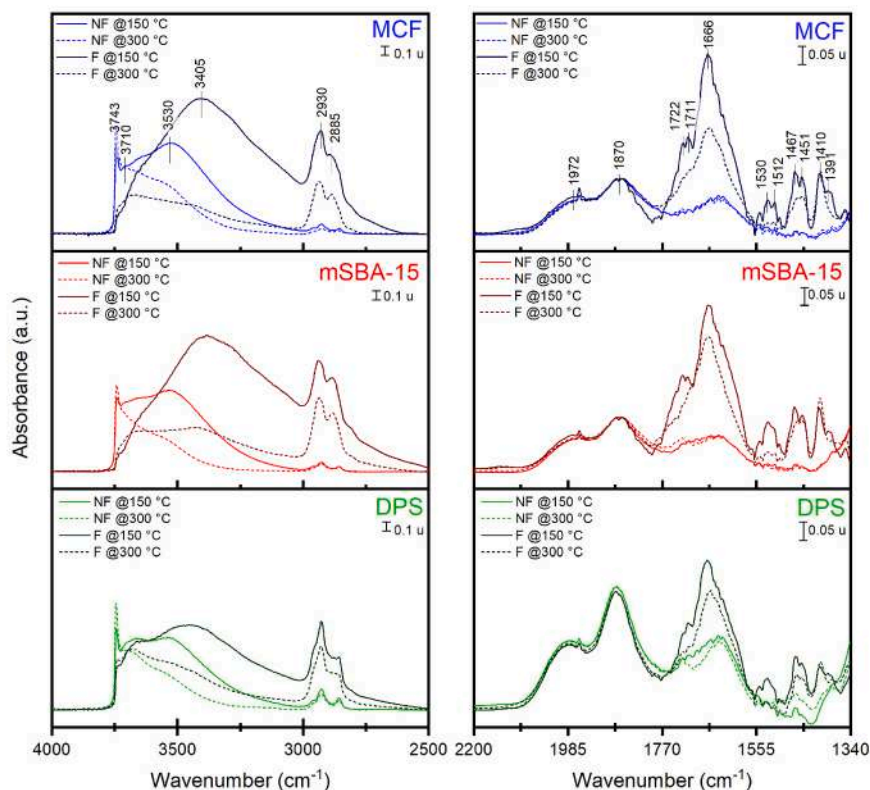 NF @150 °C
NF @300 °C
F @150 °C
F @300 °C
MCF
0.1 u
3743
3710
3530
3405
2930
2885
NF @150 °C
NF @300 °C
F @150 °C
F @300 °C
MCF
0.05 u
1972
1870
1722
1711
1666
1530
1512
1467
1451
1410
1391
NF @150 °C
NF @300 °C
F @150 °C
F @300 °C
mSBA-15
0.1 u
NF @150 °C
NF @300 °C
F @150 °C
F @300 °C
mSBA-15
0.05 u
Absorbance (a.u.)
NF @150 °C
NF @300 °C
F @150 °C
F @300 °C
DPS
0.1 u
NF @150 °C
NF @300 °C
F @150 °C
F @300 °C
DPS
0.05 u
4000 3500 3000 2500
2200 1985 1770 1555 1340
Wavenumber (cm⁻¹)
Wavenumber (cm⁻¹)